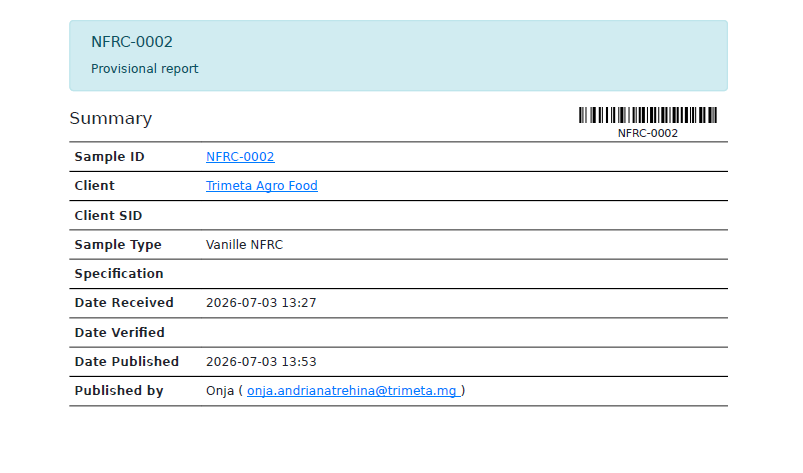 NFRC-0002
Provisional report
Summary
NFRC-0002
Sample ID NFRC-0002
Client Trimeta Agro Food
Client SID
Sample Type Vanille NFRC
Specification
Date Received 2026-07-03 13:27
Date Verified
Date Published 2026-07-03 13:53
Published by Onja ( onja.andrianatrehina@trimeta.mg )